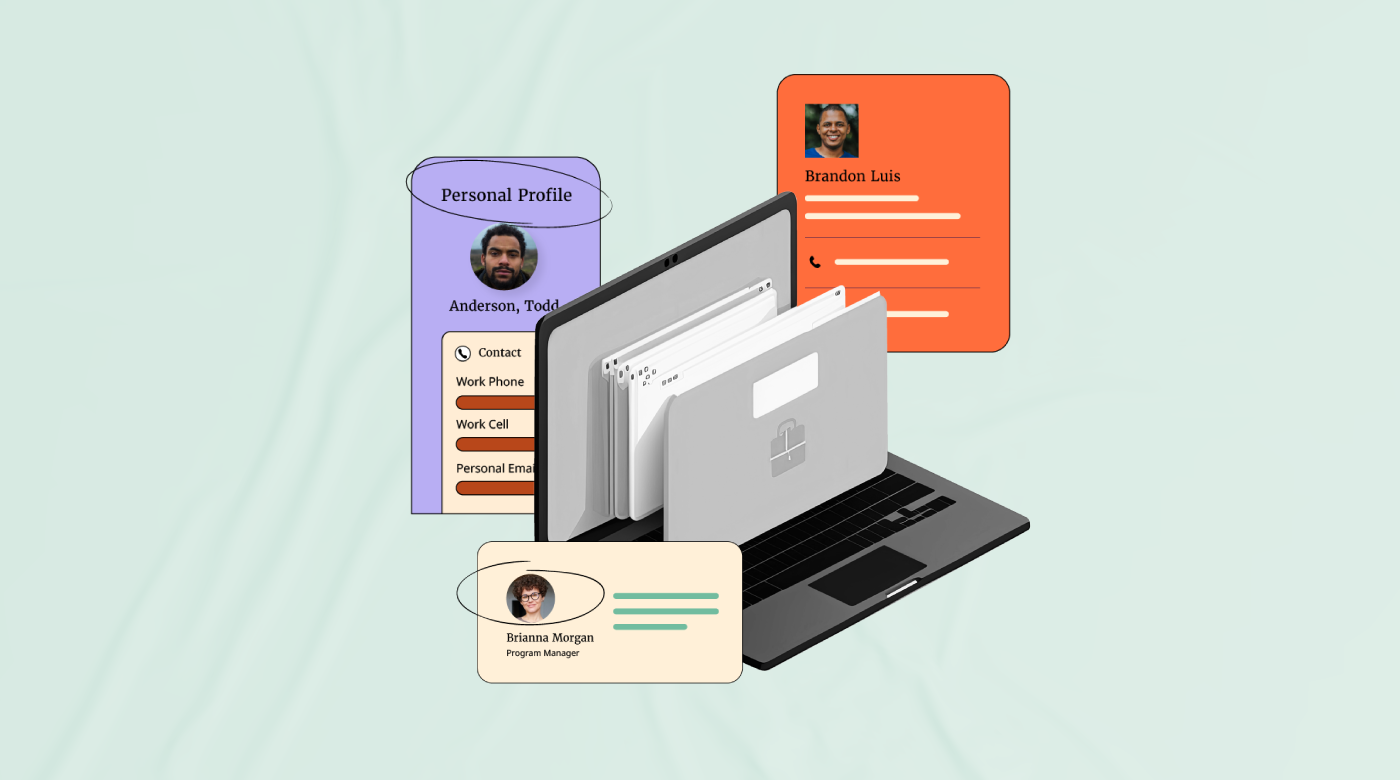 Personal Profile
Anderson, Todd
Contact
Work Phone
Work Cell
Personal Emai
Brandon Luis
Brianna Morgan
Program Manager